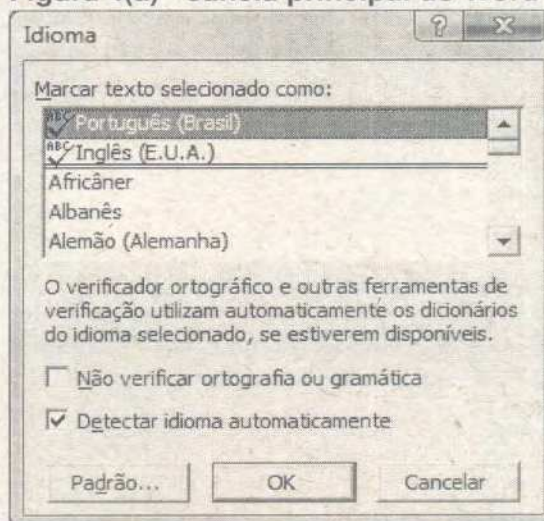 Idioma
Marcar texto selecionado como:
ABC Português (Brasil)
ABC Inglês (E.U.A.)
Africâner
Albanês
Alemão (Alemanha)
O verificador ortográfico e outras ferramentas de
verificação utilizam automaticamente os dicionários
do idioma selecionado, se estiverem disponíveis.
Não verificar ortografia ou gramática
Detectar idioma automaticamente
Padrão... OK Cancelar